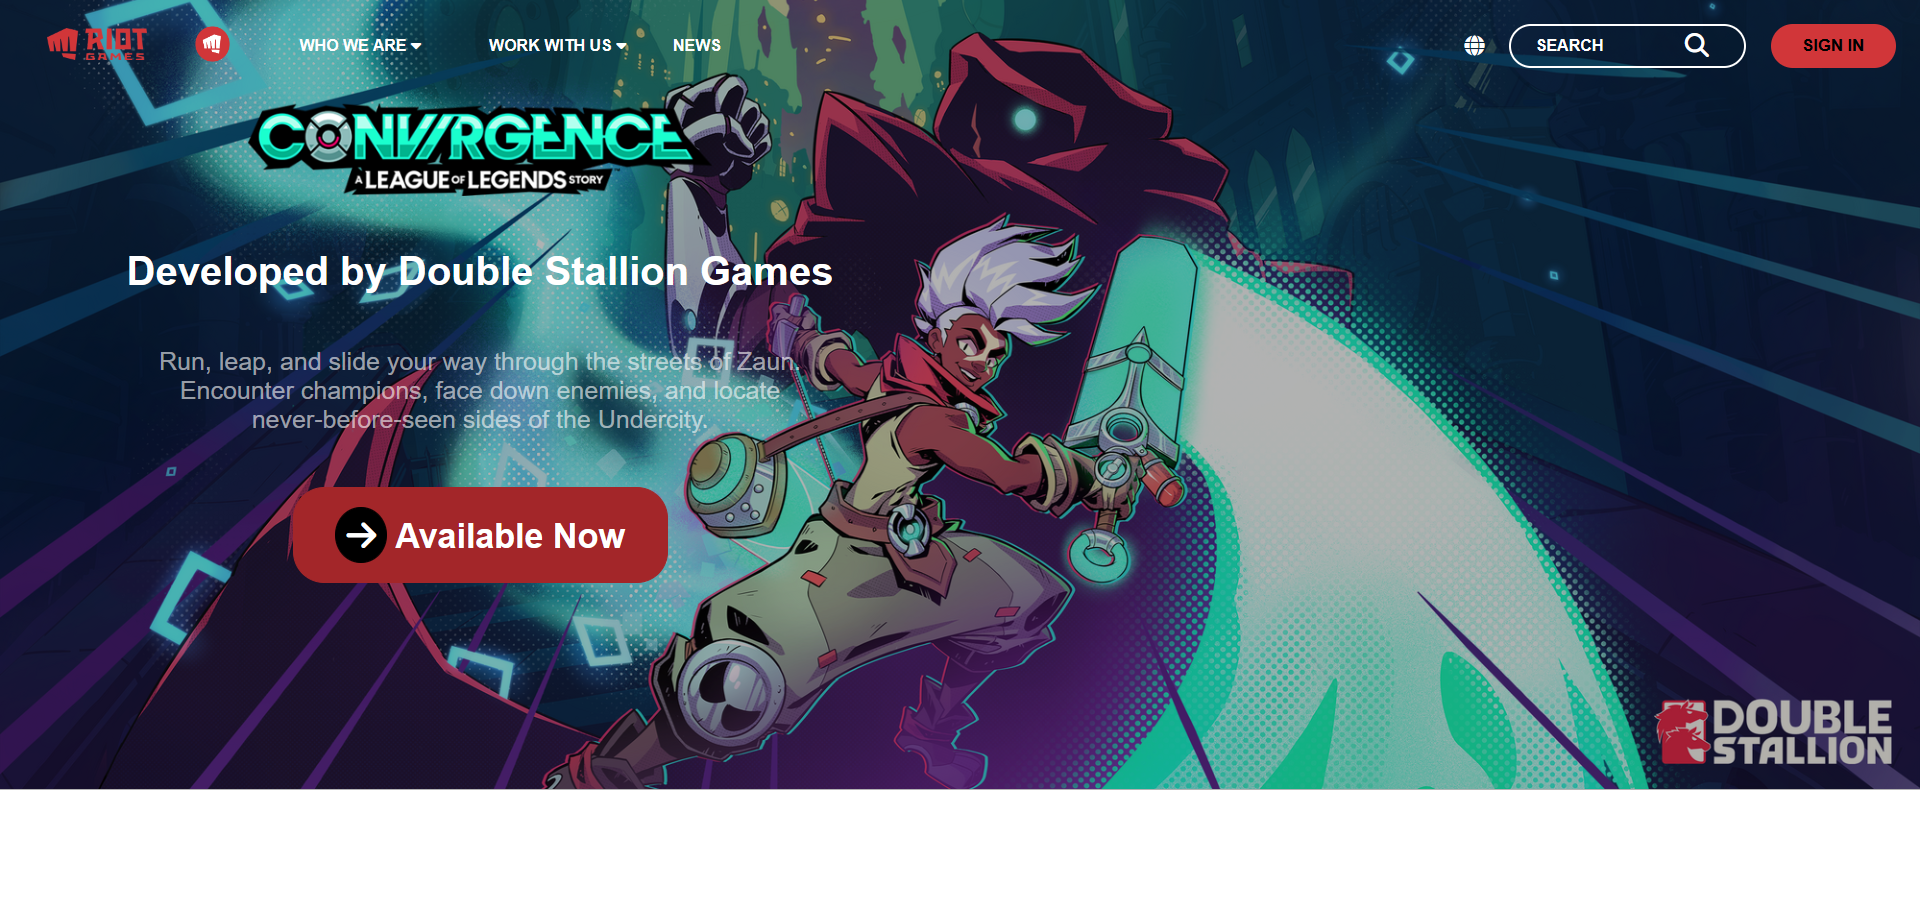 RIOT
GAMES
WHO WE ARE
WORK WITH US
NEWS
SEARCH
SIGN IN
CONVERGENCE
A LEAGUE OF LEGENDS STORY
Developed by Double Stallion Games
Run, leap, and slide your way through the streets of Zaun.
Encounter champions, face down enemies, and locate
never-before-seen sides of the Undercity.
Available Now
DOUBLE
STALLION